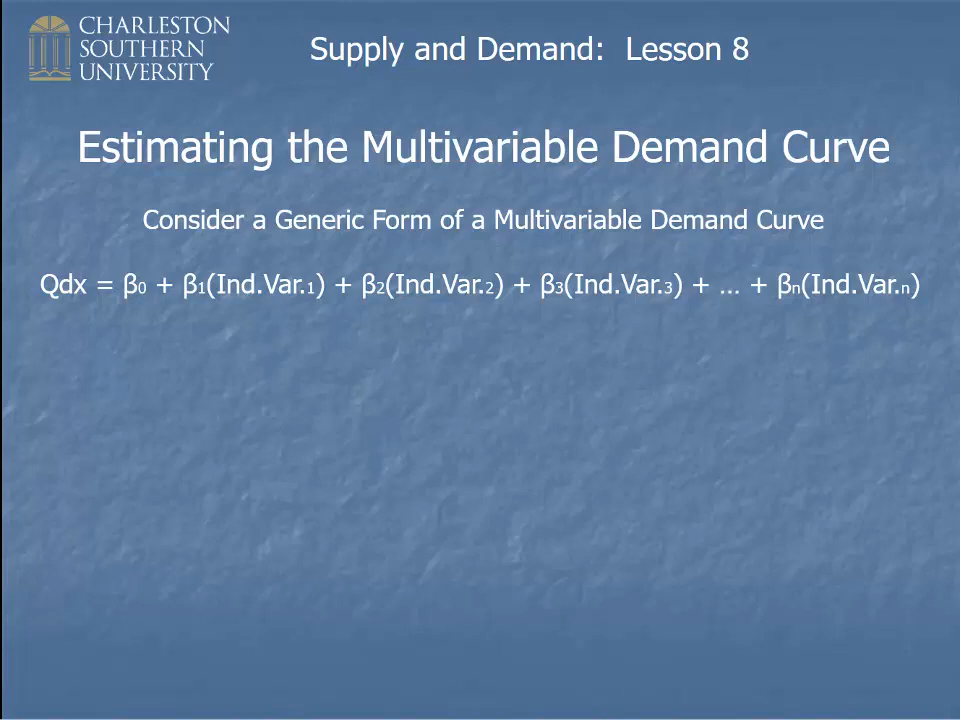 CHARLESTON
SOUTHERN
UNIVERSITY
Supply and Demand: Lesson 8
Estimating the Multivariable Demand Curve
Consider a Generic Form of a Multivariable Demand Curve
Qdx = β₀ + β₁(Ind.Var.₁) + β₂(Ind.Var.₂) + β₃(Ind.Var.₃) + … + βₙ(Ind.Var.ₙ)